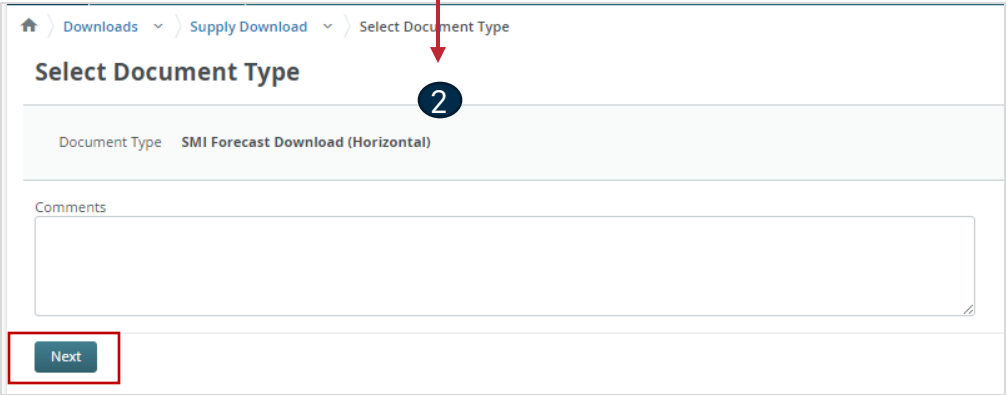 Downloads Supply Download Select Document Type
Select Document Type
2
Document Type SMI Forecast Download (Horizontal)
Comments
Next